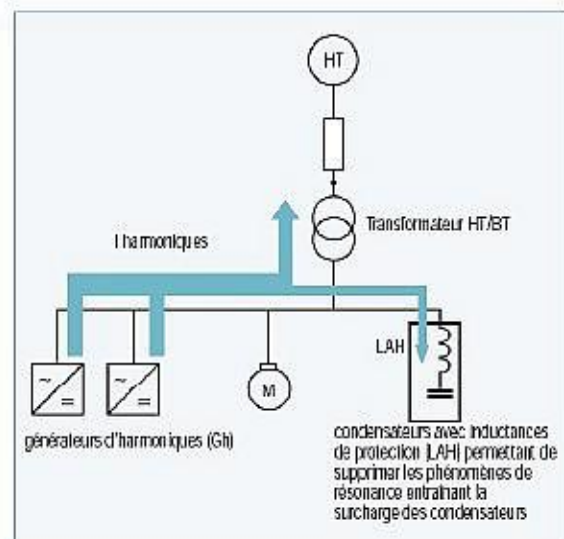 HT
Transformateur HT/BT
I harmoniques
LAH
M
générateurs d'harmoniques (Gh)
condensateurs avec inductances
de protection (LAH) permettant de
supprimer les phénomènes de
résonance entraînant la
surcharge des condensateurs